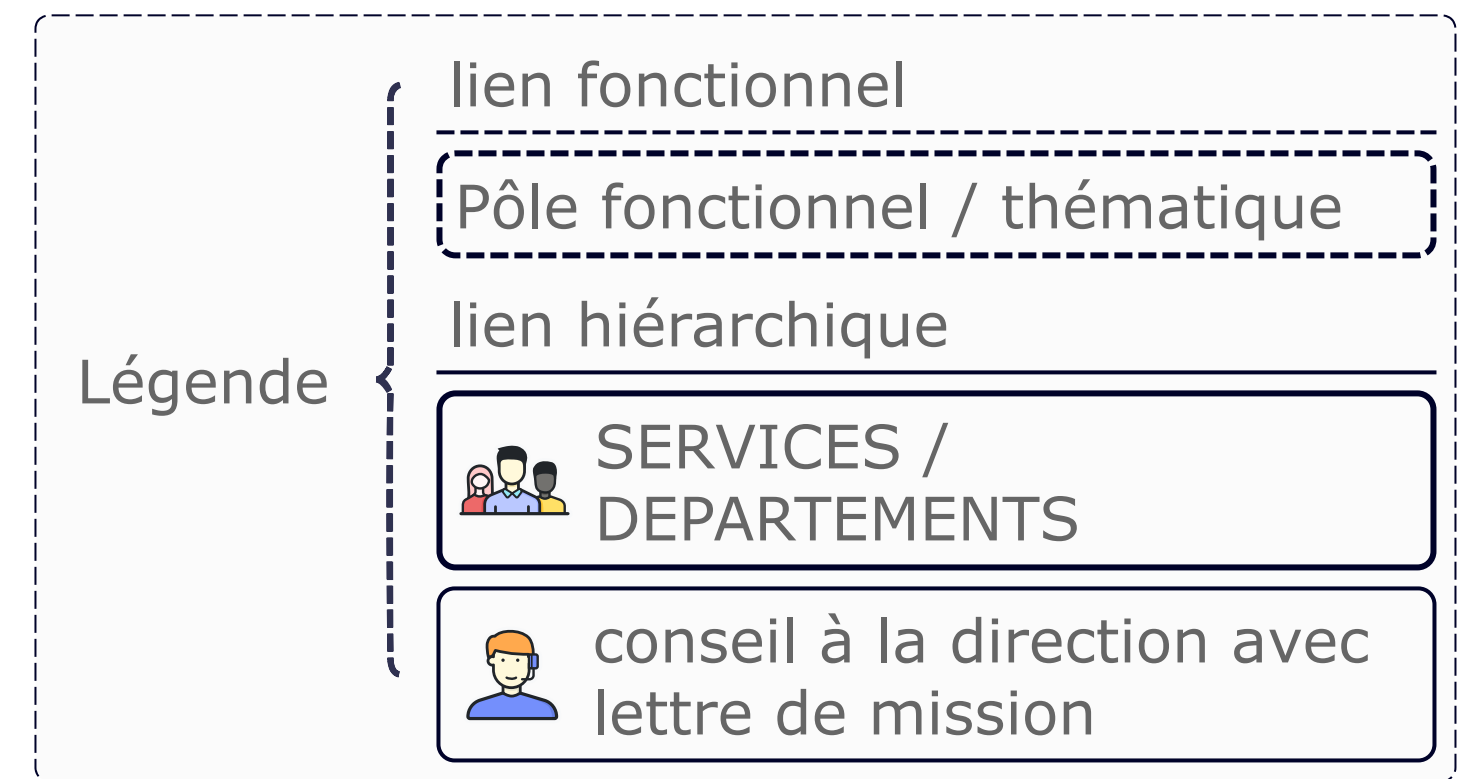 lien fonctionnel
Pôle fonctionnel / thématique
lien hiérarchique
Légende
SERVICES /
DEPARTEMENTS
conseil à la direction avec
lettre de mission